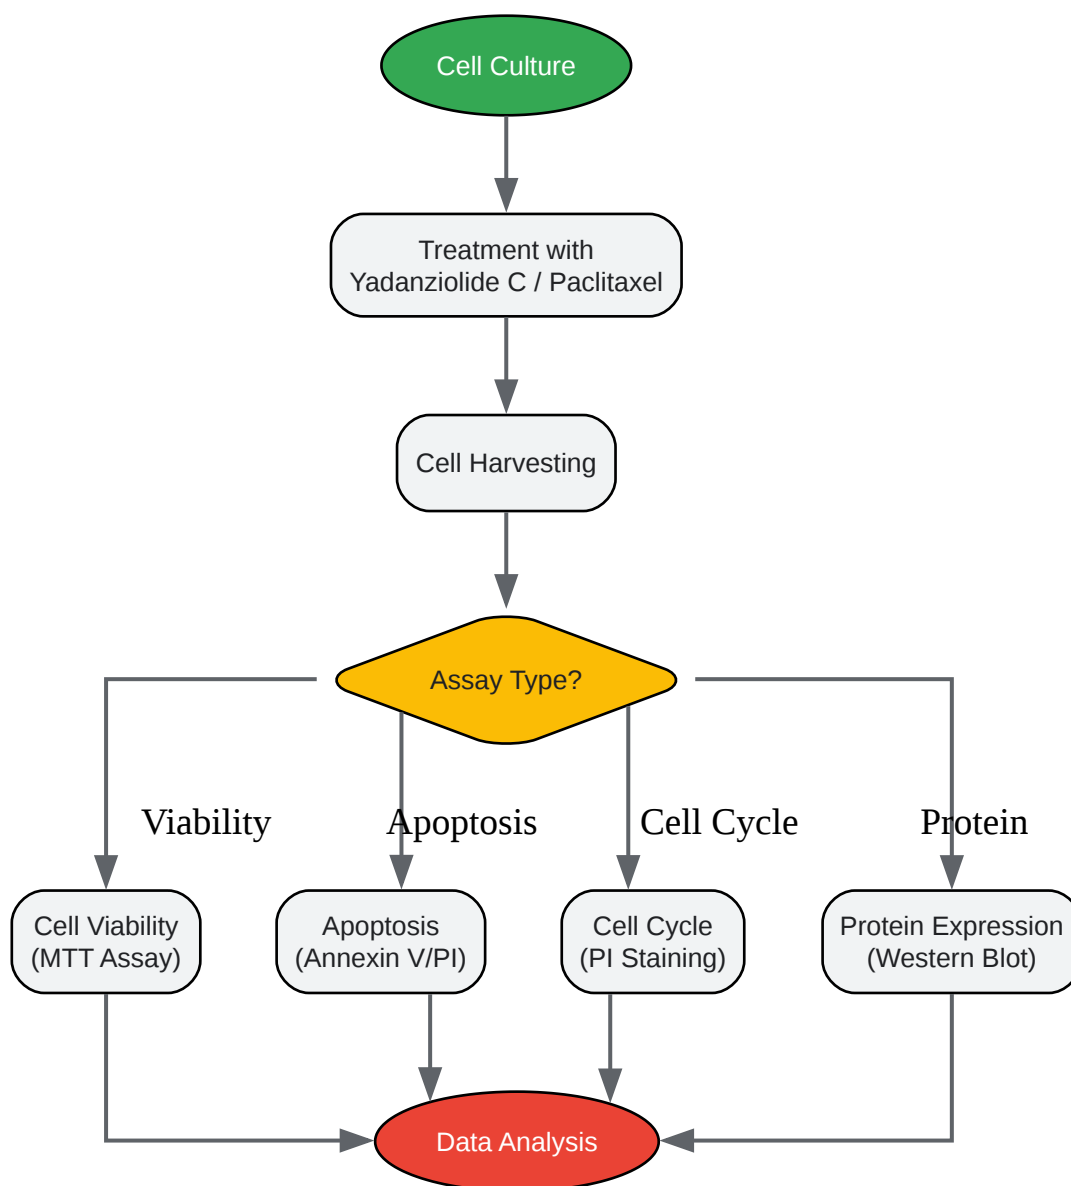 Cell Culture
Treatment with
Yadanziolide C / Paclitaxel
Cell Harvesting
Assay Type?
Viability
Apoptosis
Cell Cycle
Protein
Cell Viability
(MTT Assay)
Apoptosis
(Annexin V/PI)
Cell Cycle
(PI Staining)
Protein Expression
(Western Blot)
Data Analysis